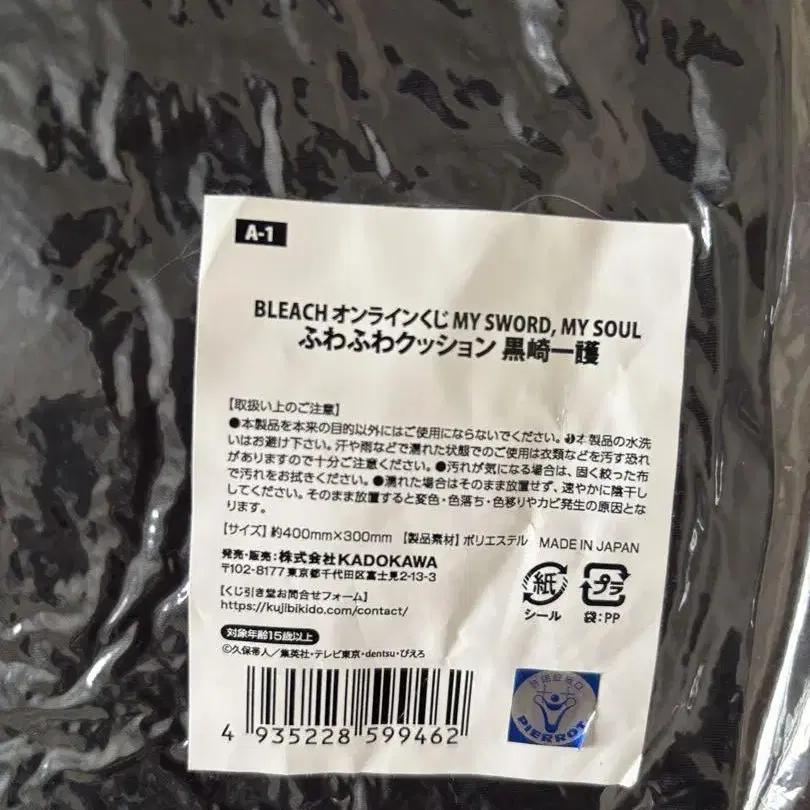 A-1
BLEACH オンラインくじ MY SWORD, MY SOUL
ふわふわクッション 黒崎一護
【取扱い上のご注意】
●本製品を本来の目的以外にはご使用にならないでください。●本製品の水洗
いはお避け下さい。汗や雨などで濡れた状態でのご使用は衣類などを汚す恐れ
がありますので十分ご注意ください。●汚れが気になる場合は、固く絞った布
で汚れをお拭きください。●濡れた場合はそのまま放置せず、速やかに陰干し
してください。そのまま放置すると変色・色落ち・色移りやカビ発生の原因とな
ります。
【サイズ】約400mm×300mm 【製品素材】ポリエステル MADE IN JAPAN
発売・販売：株式会社KADOKAWA
〒102-8177 東京都千代田区富士見2-13-3
【くじ引き堂お問合せフォーム】
https://kujibikido.com/contact/
紙
シール
プラ
袋：PP
対象年齢15歳以上
©久保帯人／集英社・テレビ東京・dentsu・ぴえろ
4 935228 599462
PIERROT